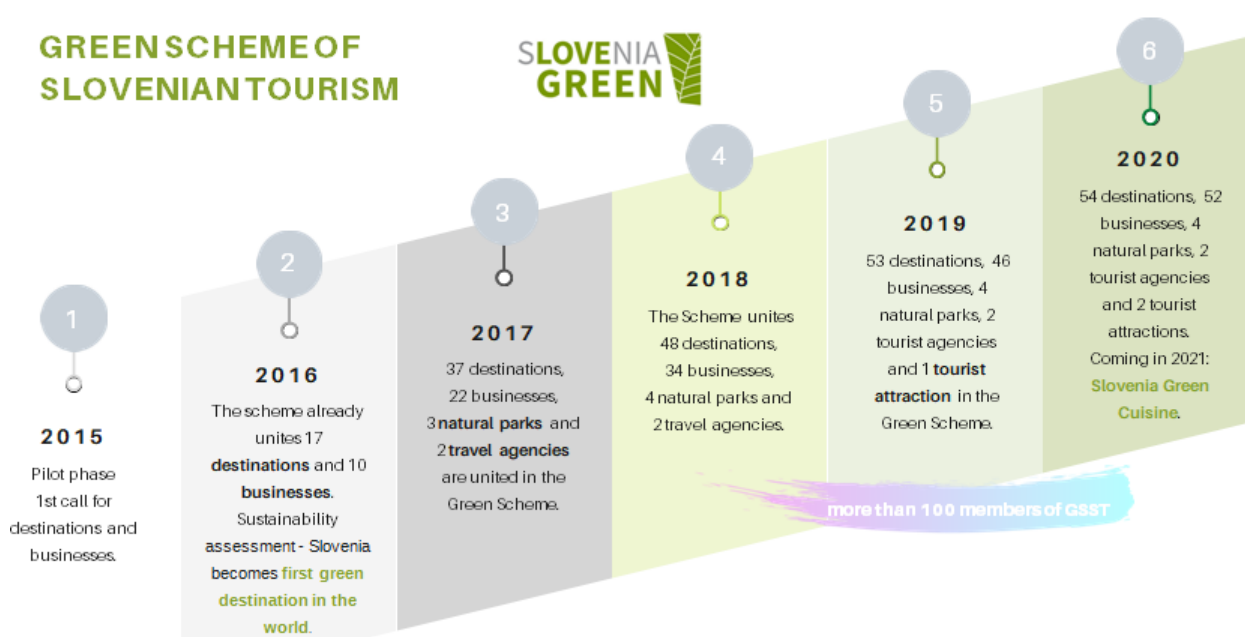 GREEN SCHEME OF
SLOVENIAN TOURISM
SLOVENIA
GREEN
1
2015
Pilot phase
1st call for
destinations and
businesses.
2
2016
The scheme already
unites 17
destinations and 10
businesses.
Sustainability
assessment - Slovenia
becomes first green
destination in the
world.
3
2017
37 destinations,
22 businesses,
3 natural parks and
2 travel agencies
are united in the
Green Scheme.
4
2018
The Scheme unites
48 destinations,
34 businesses,
4 natural parks and
2 travel agencies.
5
2019
53 destinations, 46
businesses, 4
natural parks, 2
tourist agencies
and 1 tourist
attraction in the
Green Scheme.
6
2020
54 destinations, 52
businesses, 4
natural parks, 2
tourist agencies
and 2 tourist
attractions.
Coming in 2021:
Slovenia Green
Cuisine.
more than 100 members of GSST